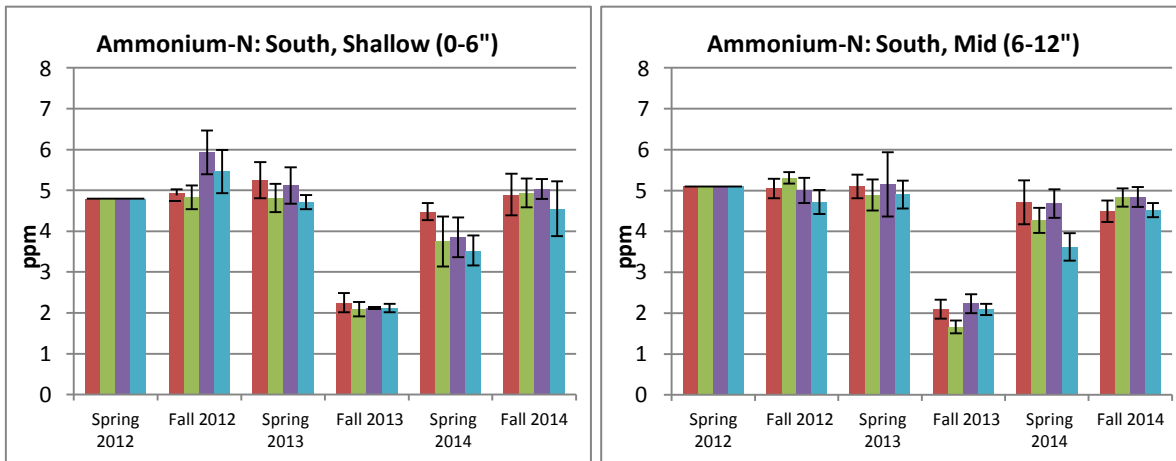 Ammonium-N: South, Shallow (0-6")
8
7
6
5
4
3
2
1
0
ppm
Spring
2012
Fall 2012
Spring
2013
Fall 2013
Spring
2014
Fall 2014
Ammonium-N: South, Mid (6-12")
8
7
6
5
4
3
2
1
0
ppm
Spring
2012
Fall 2012
Spring
2013
Fall 2013
Spring
2014
Fall 2014